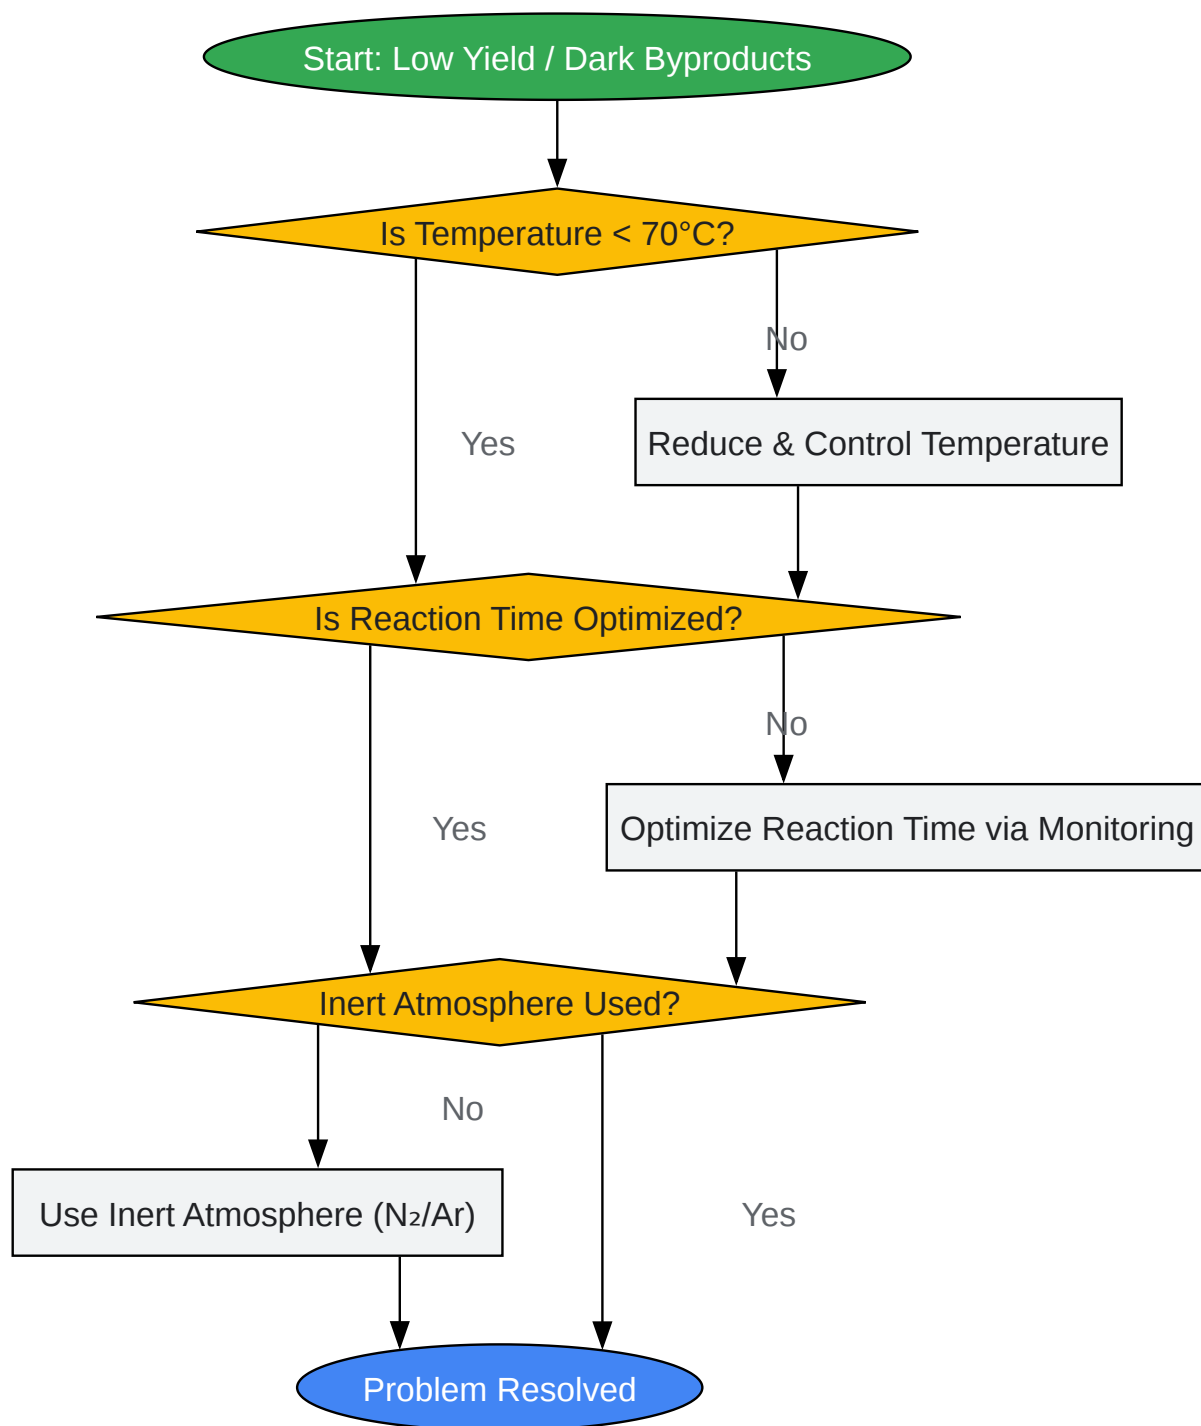 Start: Low Yield / Dark Byproducts
Is Temperature < 70°C?
No
Yes
Reduce & Control Temperature
Is Reaction Time Optimized?
No
Yes
Optimize Reaction Time via Monitoring
Inert Atmosphere Used?
No
Use Inert Atmosphere (N₂/Ar)
Yes
Problem Resolved